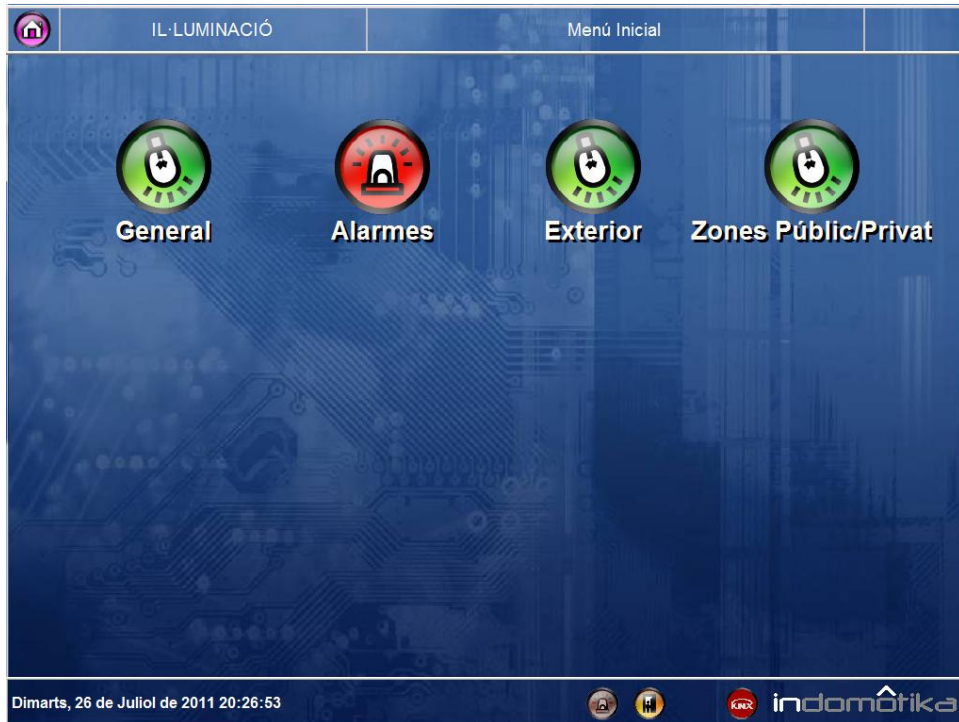 IL·LUMINACIÓ
Menú Inicial
General
Alarmes
Exterior
Zones Públic/Privat
Dimarts, 26 de Juliol de 2011 20:26:53
KNX
indomôtika